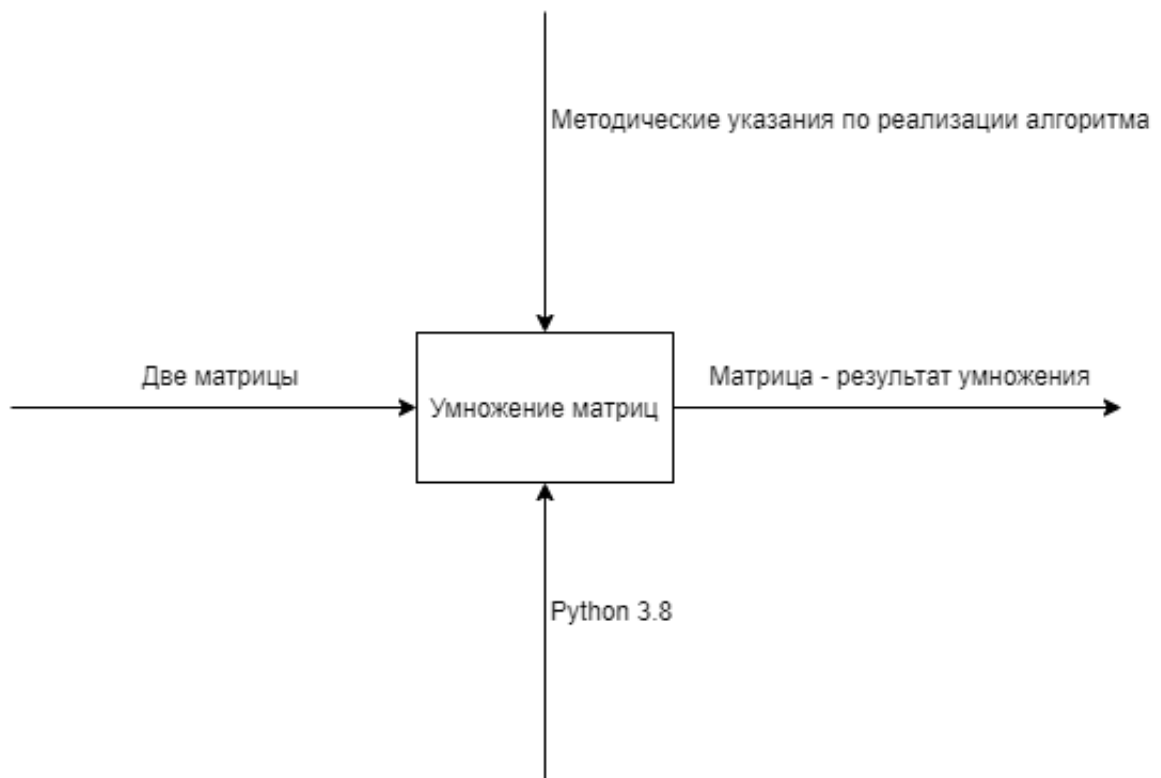 Методические указания по реализации алгоритма
Две матрицы
Умножение матриц
Матрица - результат умножения
Python 3.8